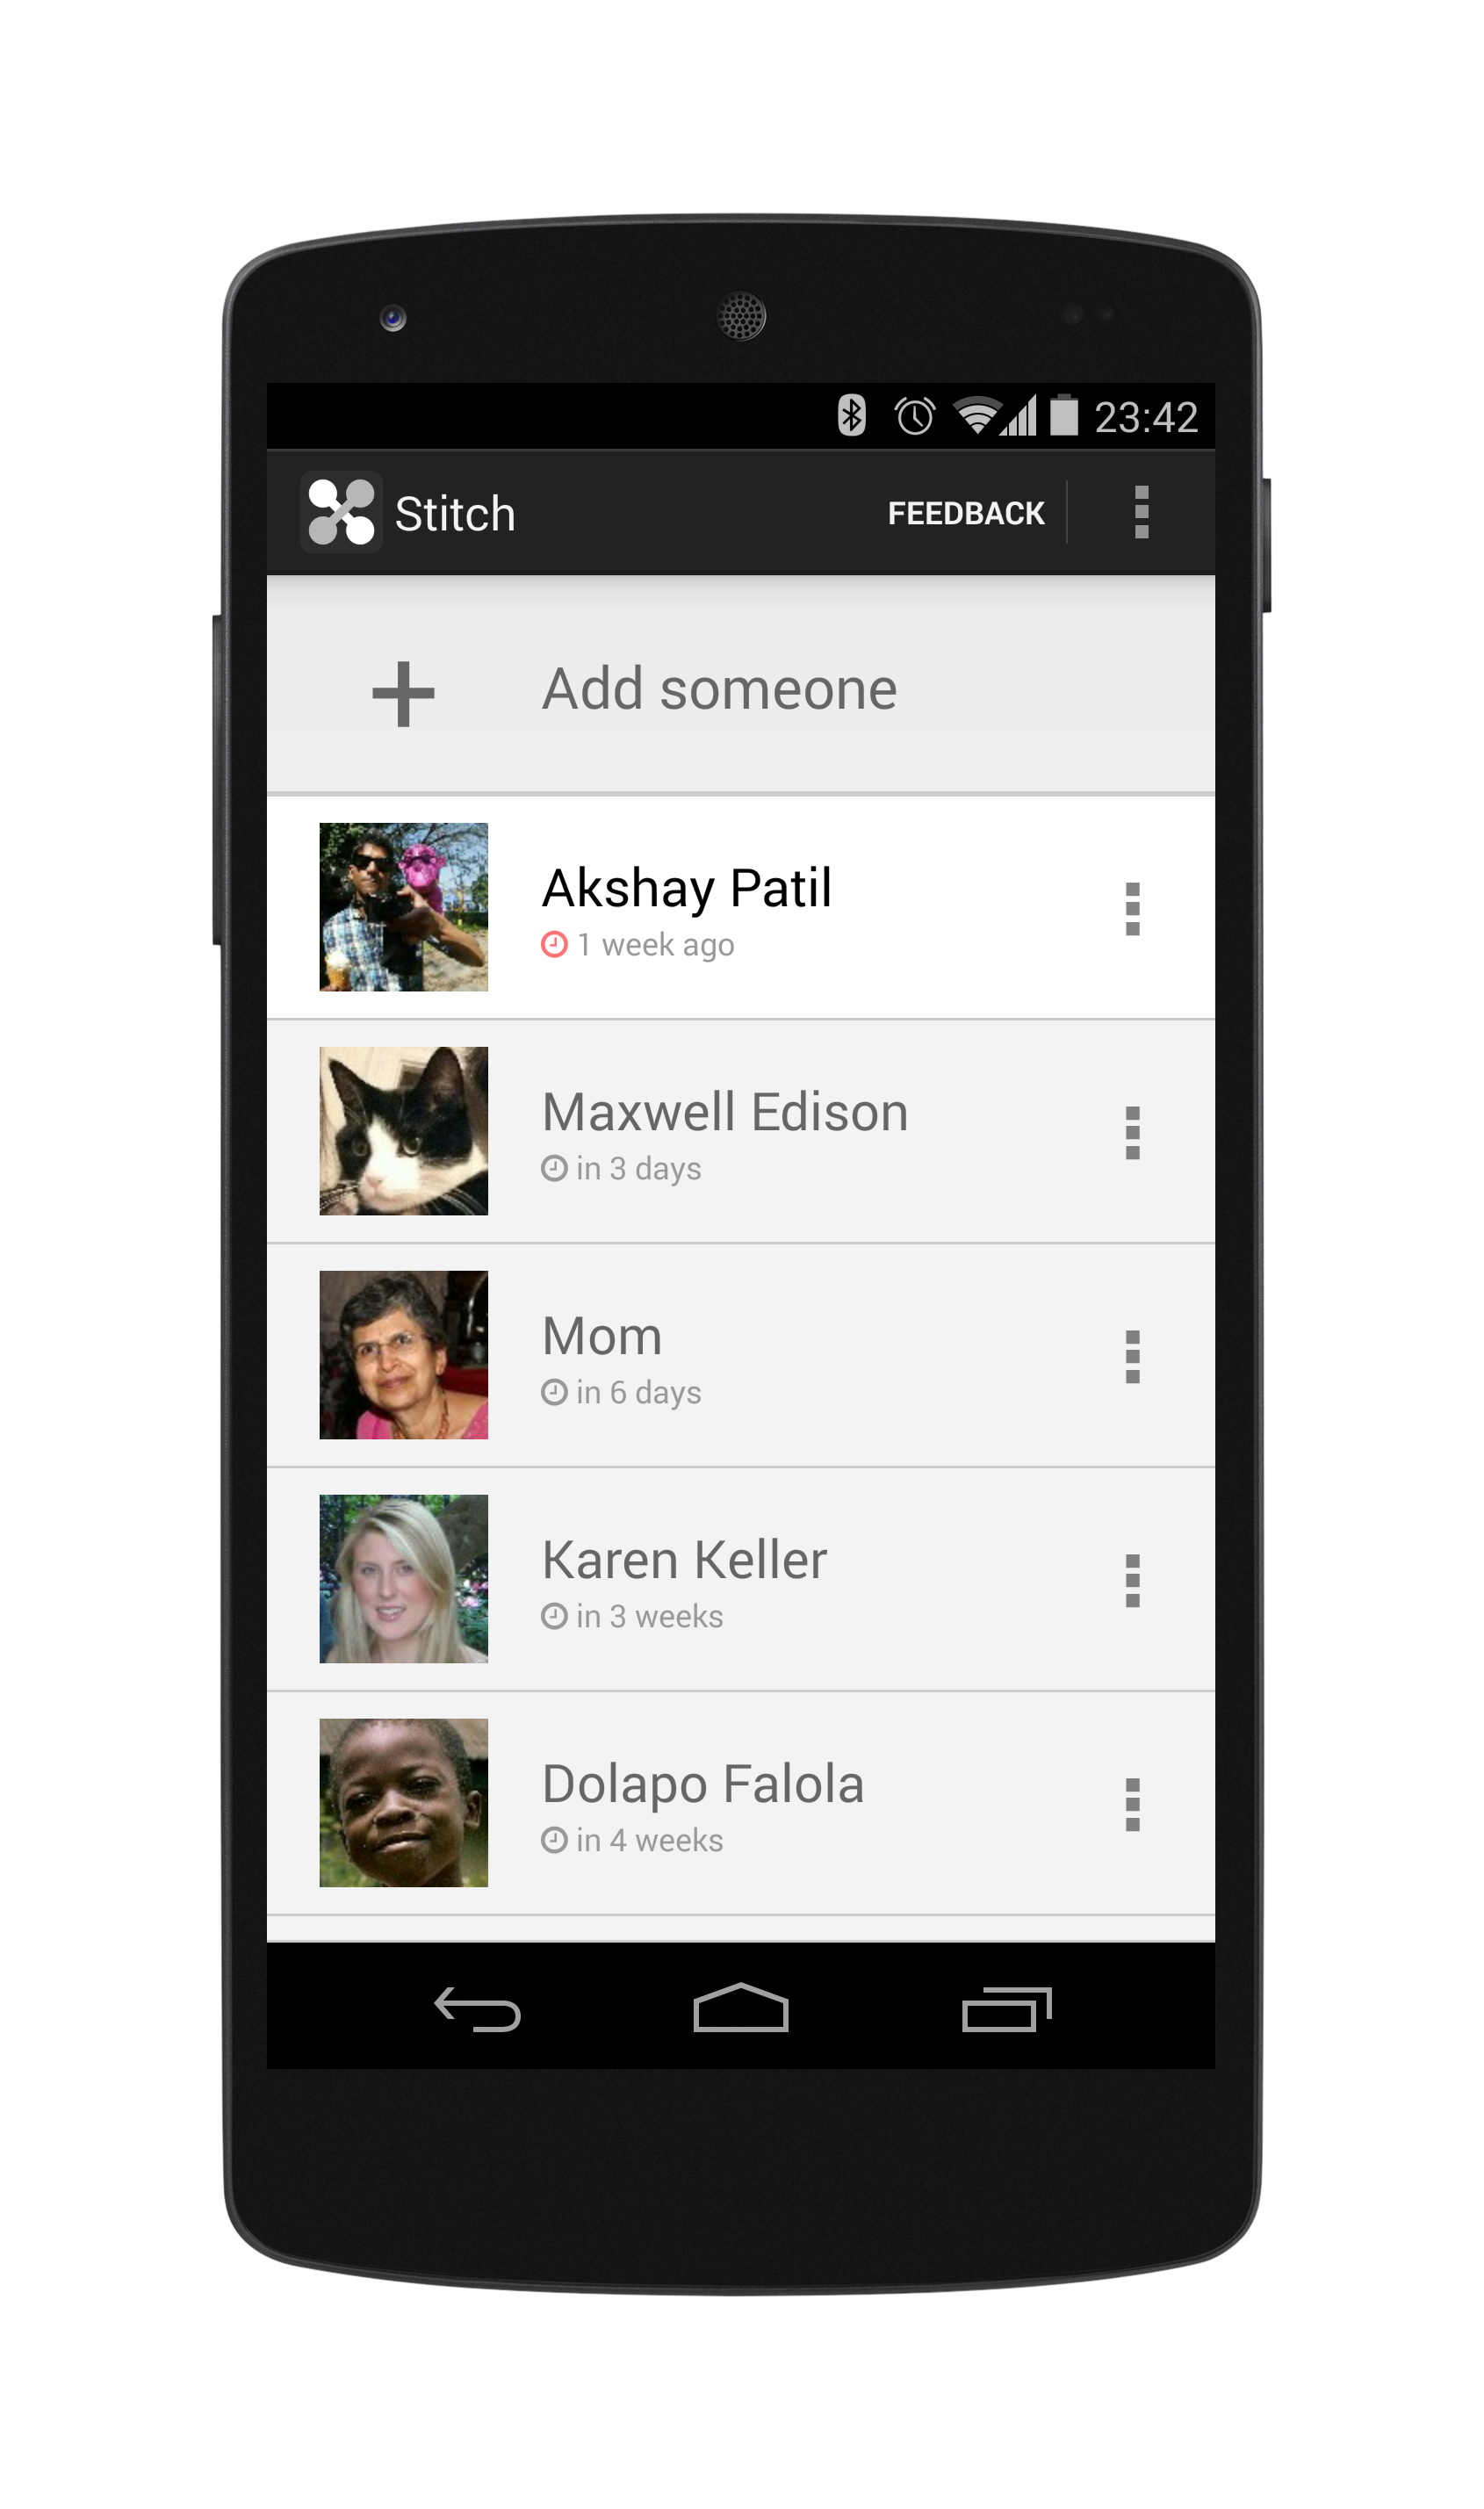 23:42
Stitch
FEEDBACK
Add someone
Akshay Patil
1 week ago
Maxwell Edison
in 3 days
Mom
in 6 days
Karen Keller
in 3 weeks
Dolapo Falola
in 4 weeks